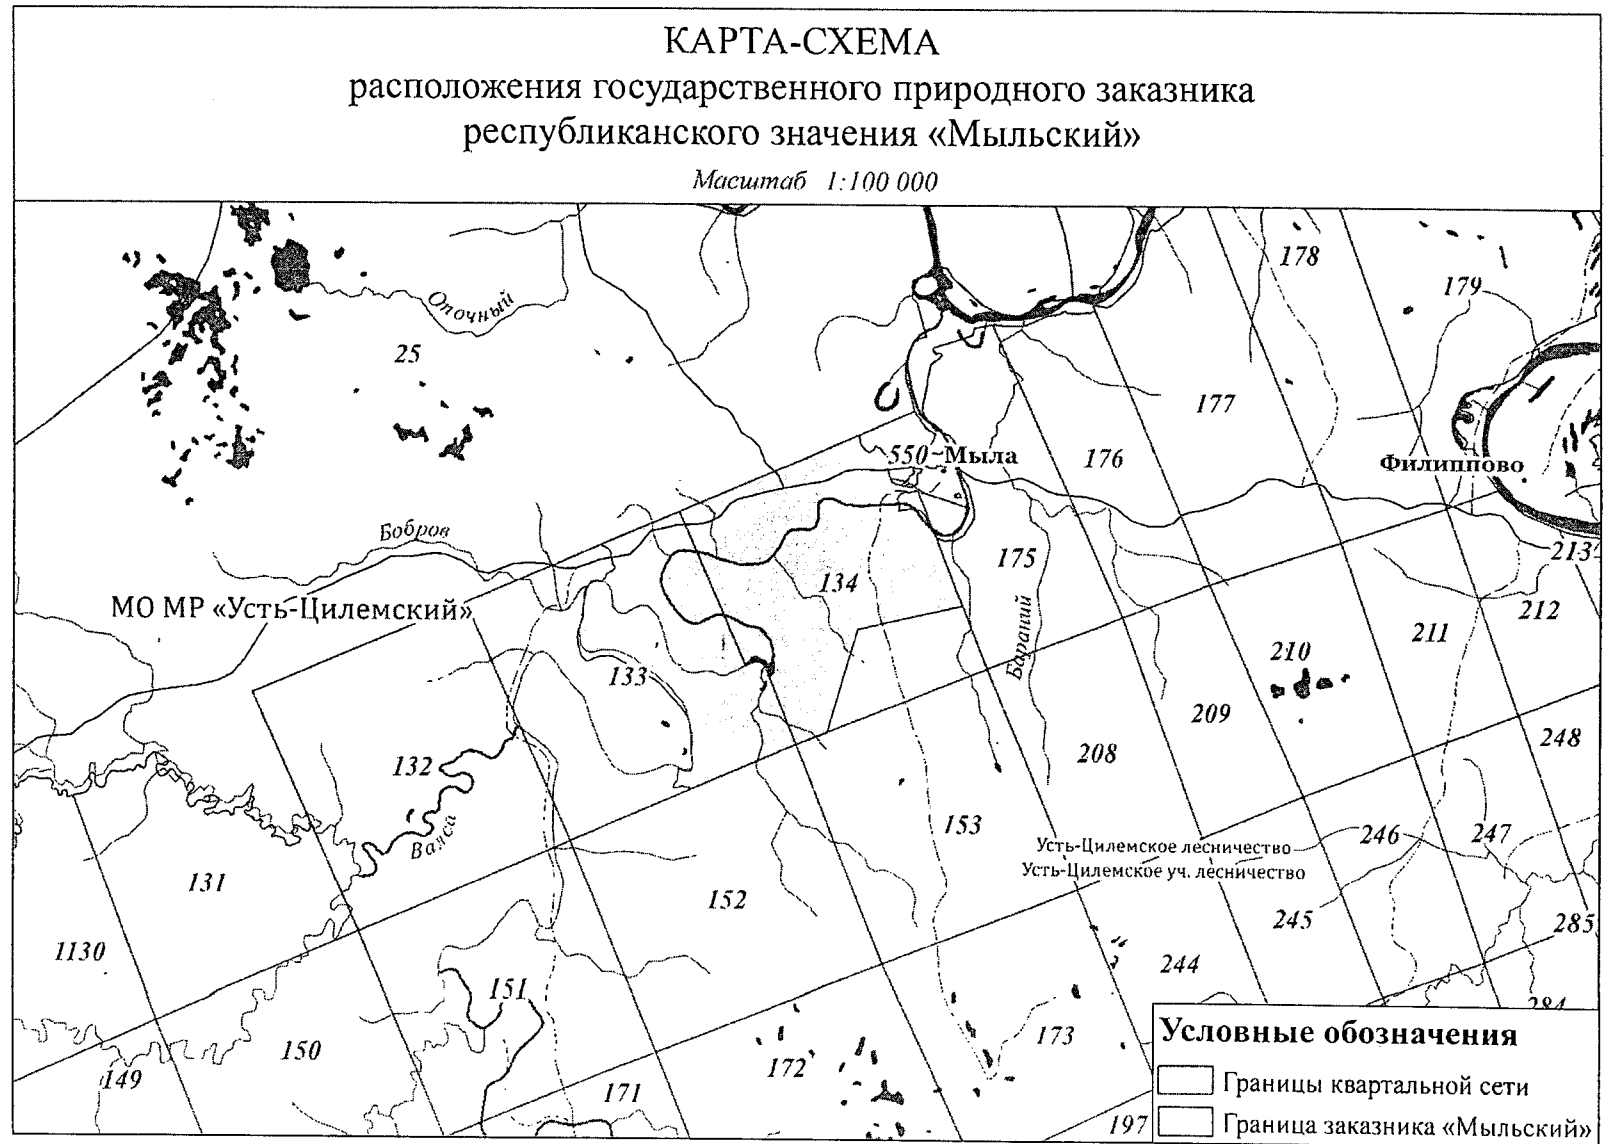 КАРТА-СХЕМА
расположения государственного природного заказника
республиканского значения «Мыльский»
Масштаб 1:100 000
178
179
Опочный
25
177
550 Мыла
176
Филиппово
Бобров
175
213
134
МО МР «Усть-Цилемский»
212
211
Бараний
210
133
209
248
208
132
153
246
247
Валса
Усть-Цилемское лесничество
Усть-Цилемское уч. лесничество
131
152
245
285
1130
244
151
284
173
150
172
149
171
197
Условные обозначения
Границы квартальной сети
Граница заказника «Мыльский»